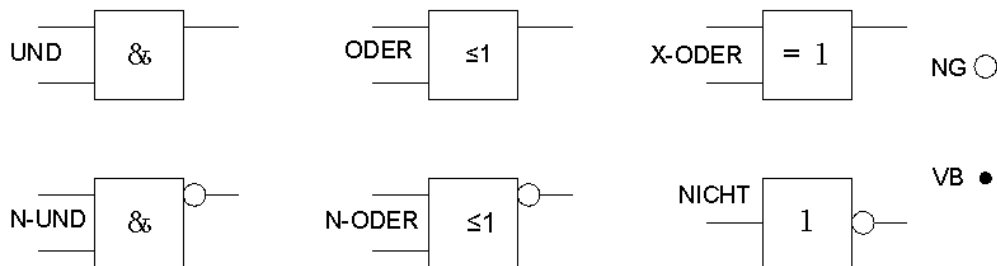 UND & ODER ≤1 X-ODER = 1 NG
N-UND & N-ODER ≤1 NICHT 1 VB